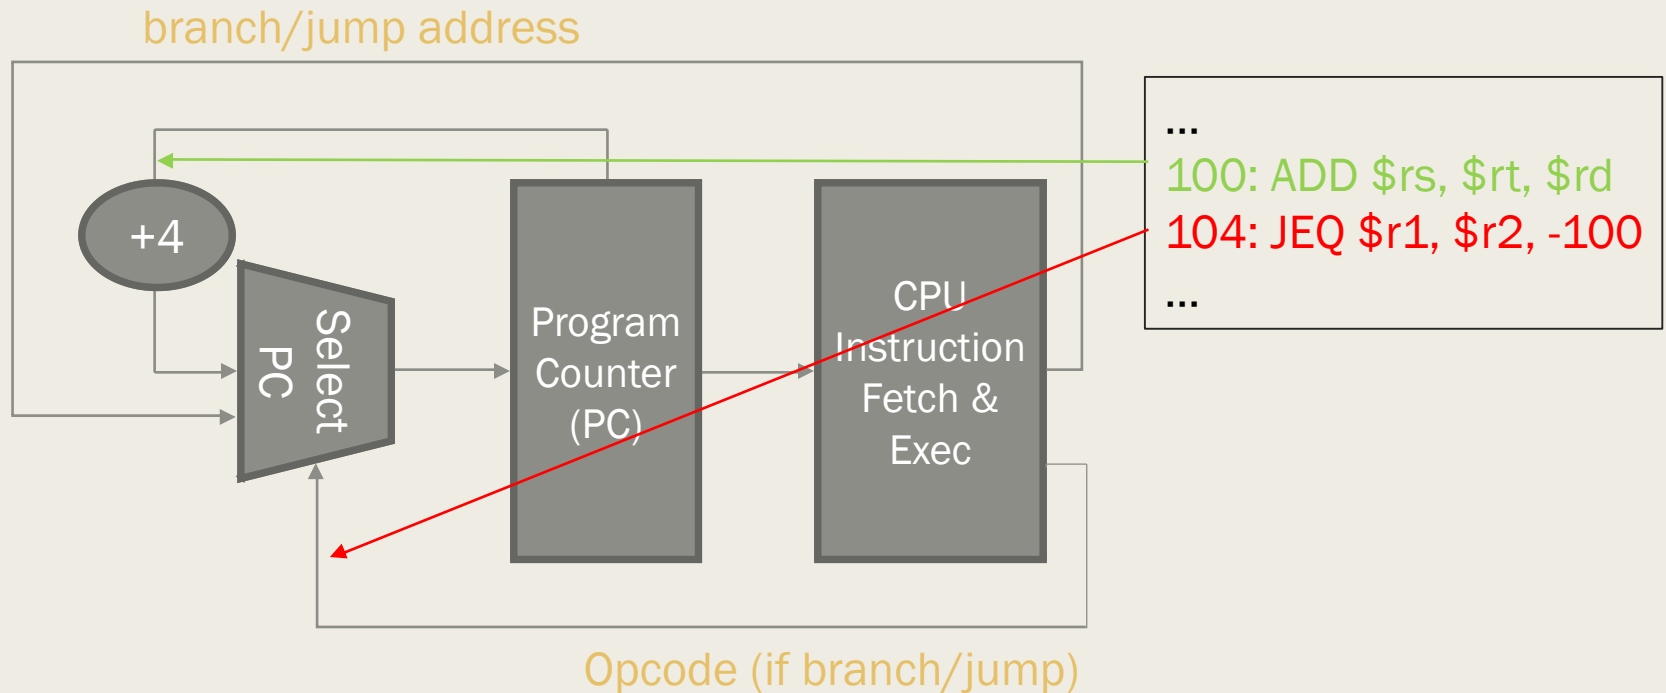 branch/jump address
...
100: ADD $rs, $rt, $rd
104: JEQ $r1, $r2, -100
...
+4
Select
PC
Program
Counter
(PC)
CPU
Instruction
Fetch &
Exec
Opcode (if branch/jump)